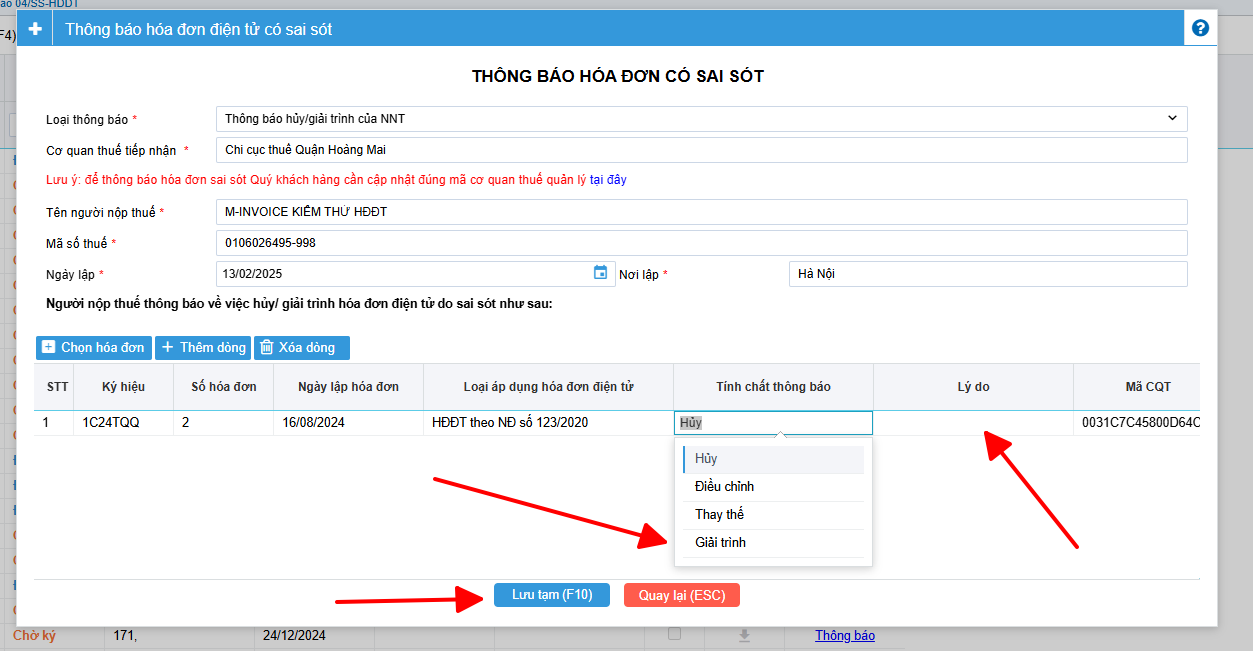 ao 04/SS-HDDT
F4)
Thông báo hóa đơn điện tử có sai sót
THÔNG BÁO HÓA ĐƠN CÓ SAI SÓT
Loại thông báo * Thông báo hủy/giải trình của NNT
Cơ quan thuế tiếp nhận * Chi cục thuế Quận Hoàng Mai
Lưu ý: để thông báo hóa đơn sai sót Quý khách hàng cần cập nhật đúng mã cơ quan thuế quản lý tại đây
Tên người nộp thuế * M-INVOICE KIỂM THỬ HĐĐT
Mã số thuế * 0106026495-998
Ngày lập * 13/02/2025 Nơi lập * Hà Nội
Người nộp thuế thông báo về việc hủy/ giải trình hóa đơn điện tử do sai sót như sau:
Chọn hóa đơn Thêm dòng Xóa dòng
STT Ký hiệu Số hóa đơn Ngày lập hóa đơn Loại áp dụng hóa đơn điện tử Tính chất thông báo Lý do Mã CQT
1 1C24TQQ 2 16/08/2024 HĐĐT theo NĐ số 123/2020 Hủy 0031C7C45800D64C
Hủy
Điều chỉnh
Thay thế
Giải trình
Lưu tạm (F10) Quay lại (ESC)
Chờ ký 171, 24/12/2024 Thông báo